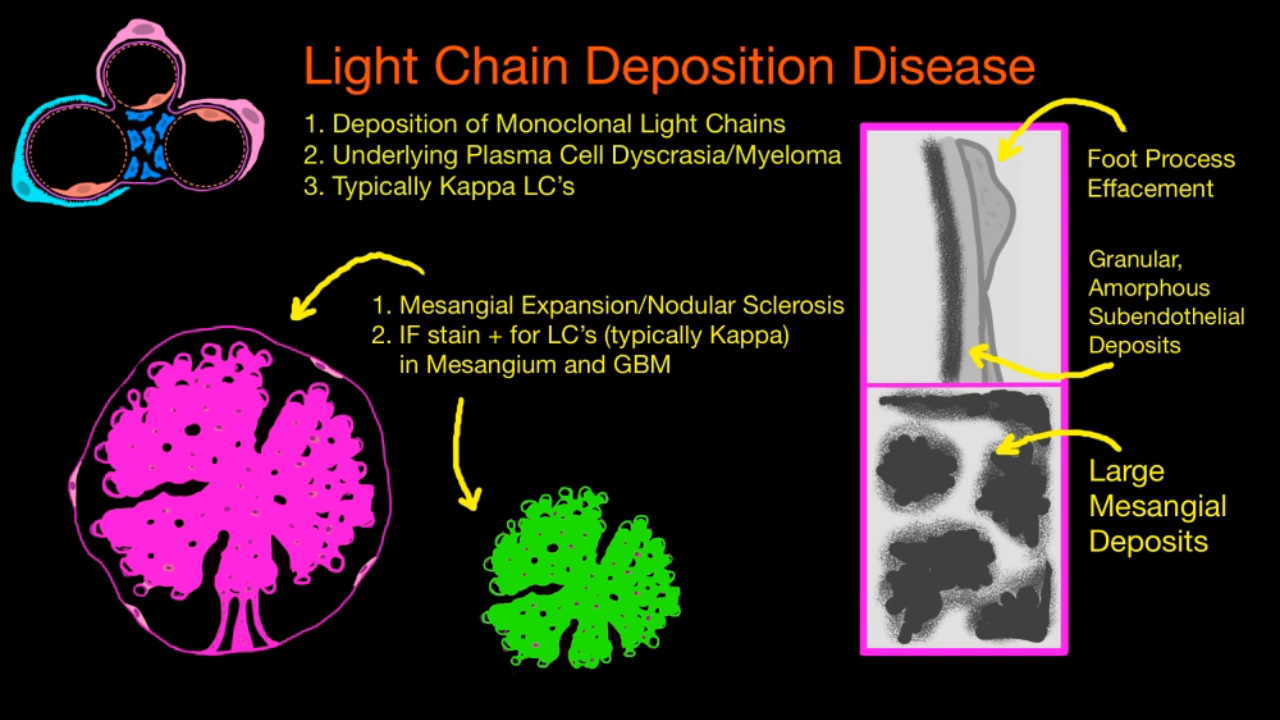 Light Chain Deposition Disease
1. Deposition of Monoclonal Light Chains
2. Underlying Plasma Cell Dyscrasia/Myeloma
3. Typically Kappa LC's
1. Mesangial Expansion/Nodular Sclerosis
2. IF stain + for LC's (typically Kappa)
in Mesangium and GBM
Foot Process
Effacement
Granular,
Amorphous
Subendothelial
Deposits
Large
Mesangial
Deposits